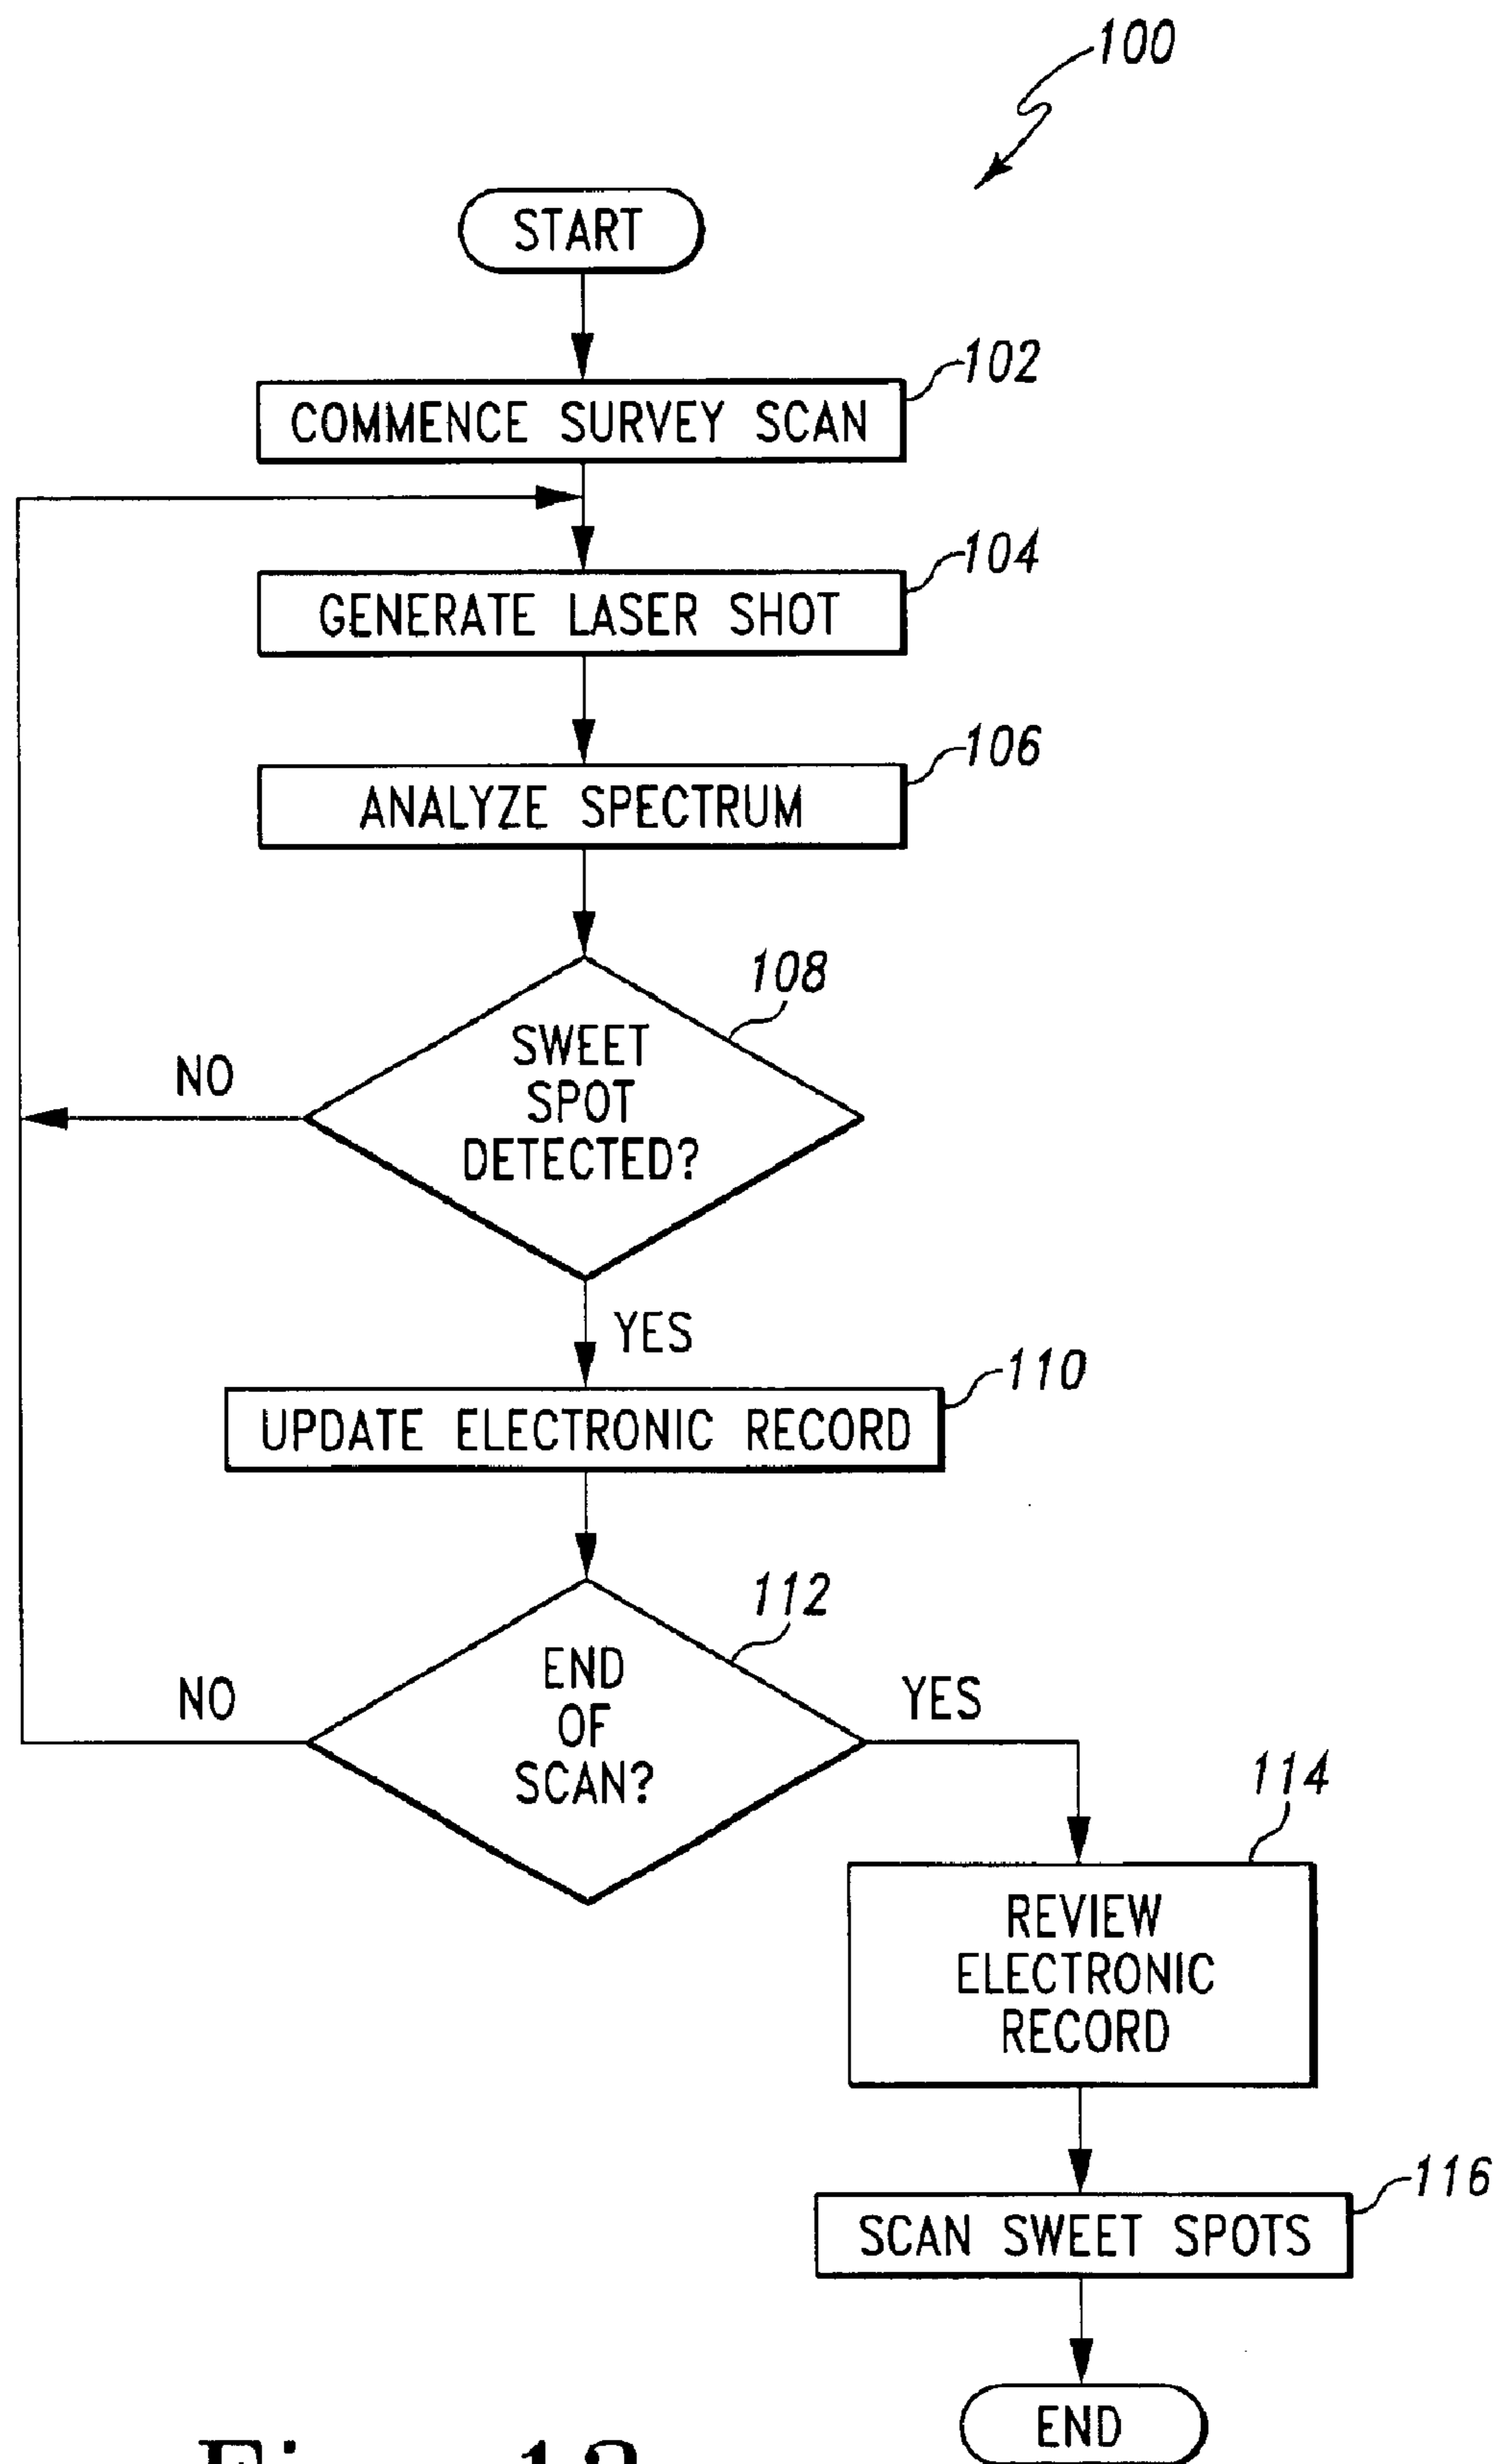 100
START
102
COMMENCE SURVEY SCAN
104
GENERATE LASER SHOT
106
ANALYZE SPECTRUM
108
SWEET
SPOT
DETECTED?
NO
YES
110
UPDATE ELECTRONIC RECORD
112
END
OF
SCAN?
NO
YES
114
REVIEW
ELECTRONIC
RECORD
116
SCAN SWEET SPOTS
END